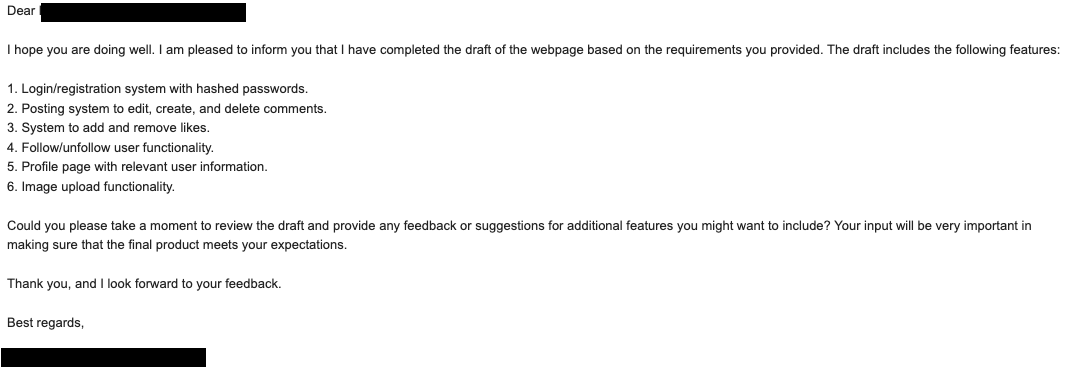 Dear
I hope you are doing well. I am pleased to inform you that I have completed the draft of the webpage based on the requirements you provided. The draft includes the following features:
1. Login/registration system with hashed passwords.
2. Posting system to edit, create, and delete comments.
3. System to add and remove likes.
4. Follow/unfollow user functionality.
5. Profile page with relevant user information.
6. Image upload functionality.
Could you please take a moment to review the draft and provide any feedback or suggestions for additional features you might want to include? Your input will be very important in
making sure that the final product meets your expectations.
Thank you, and I look forward to your feedback.
Best regards,